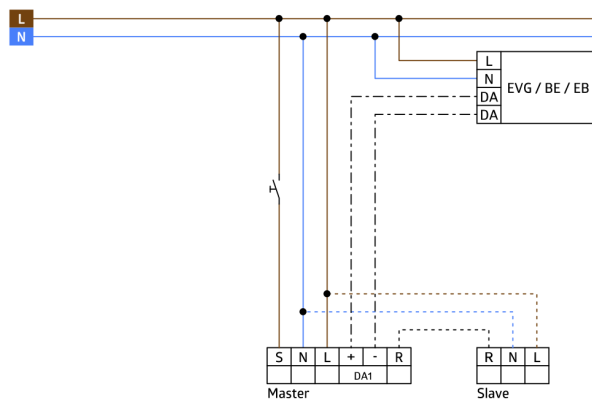 L
N
L
N
DA
DA
EVG / BE / EB
S N L + - R
DA1
Master
R N L
Slave